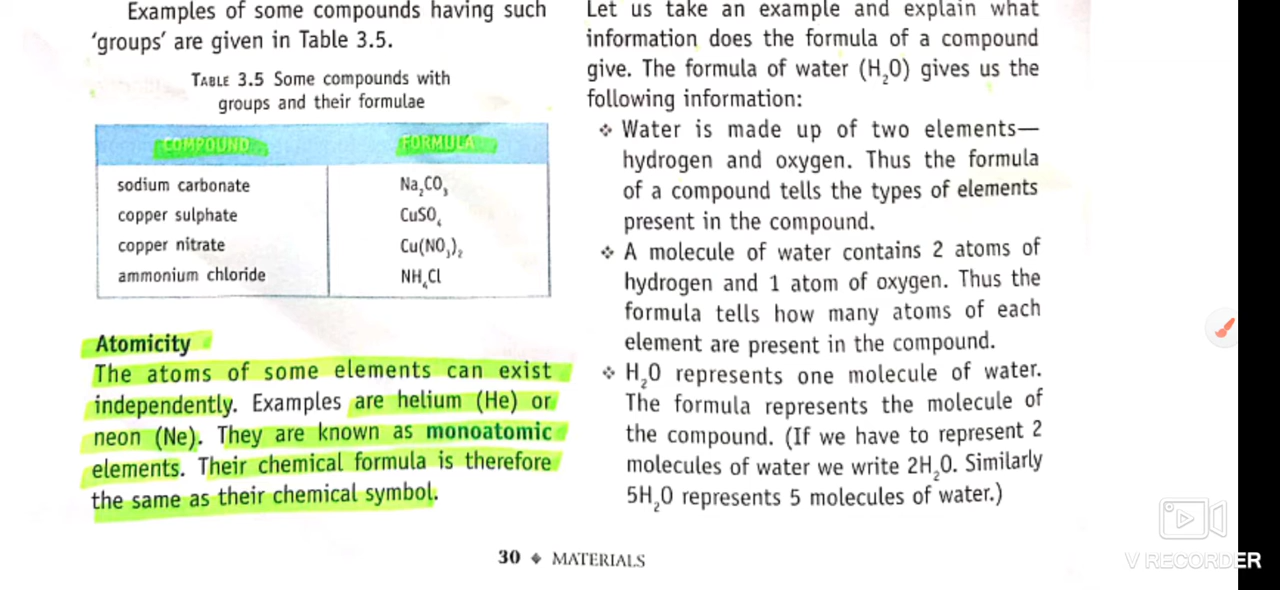 Examples of some compounds having such
'groups' are given in Table 3.5.
TABLE 3.5 Some compounds with
groups and their formulae
COMPOUND FORMULA
sodium carbonate Na₂CO₃
copper sulphate CuSO₄
copper nitrate Cu(NO₃)₂
ammonium chloride NH₄Cl
Atomicity
The atoms of some elements can exist
independently. Examples are helium (He) or
neon (Ne). They are known as monoatomic
elements. Their chemical formula is therefore
the same as their chemical symbol.
Let us take an example and explain what
information does the formula of a compound
give. The formula of water (H₂O) gives us the
following information:
❖ Water is made up of two elements—
hydrogen and oxygen. Thus the formula
of a compound tells the types of elements
present in the compound.
❖ A molecule of water contains 2 atoms of
hydrogen and 1 atom of oxygen. Thus the
formula tells how many atoms of each
element are present in the compound.
❖ H₂O represents one molecule of water.
The formula represents the molecule of
the compound. (If we have to represent 2
molecules of water we write 2H₂O. Similarly
5H₂O represents 5 molecules of water.)
30 ◆ MATERIALS
V RECORDER